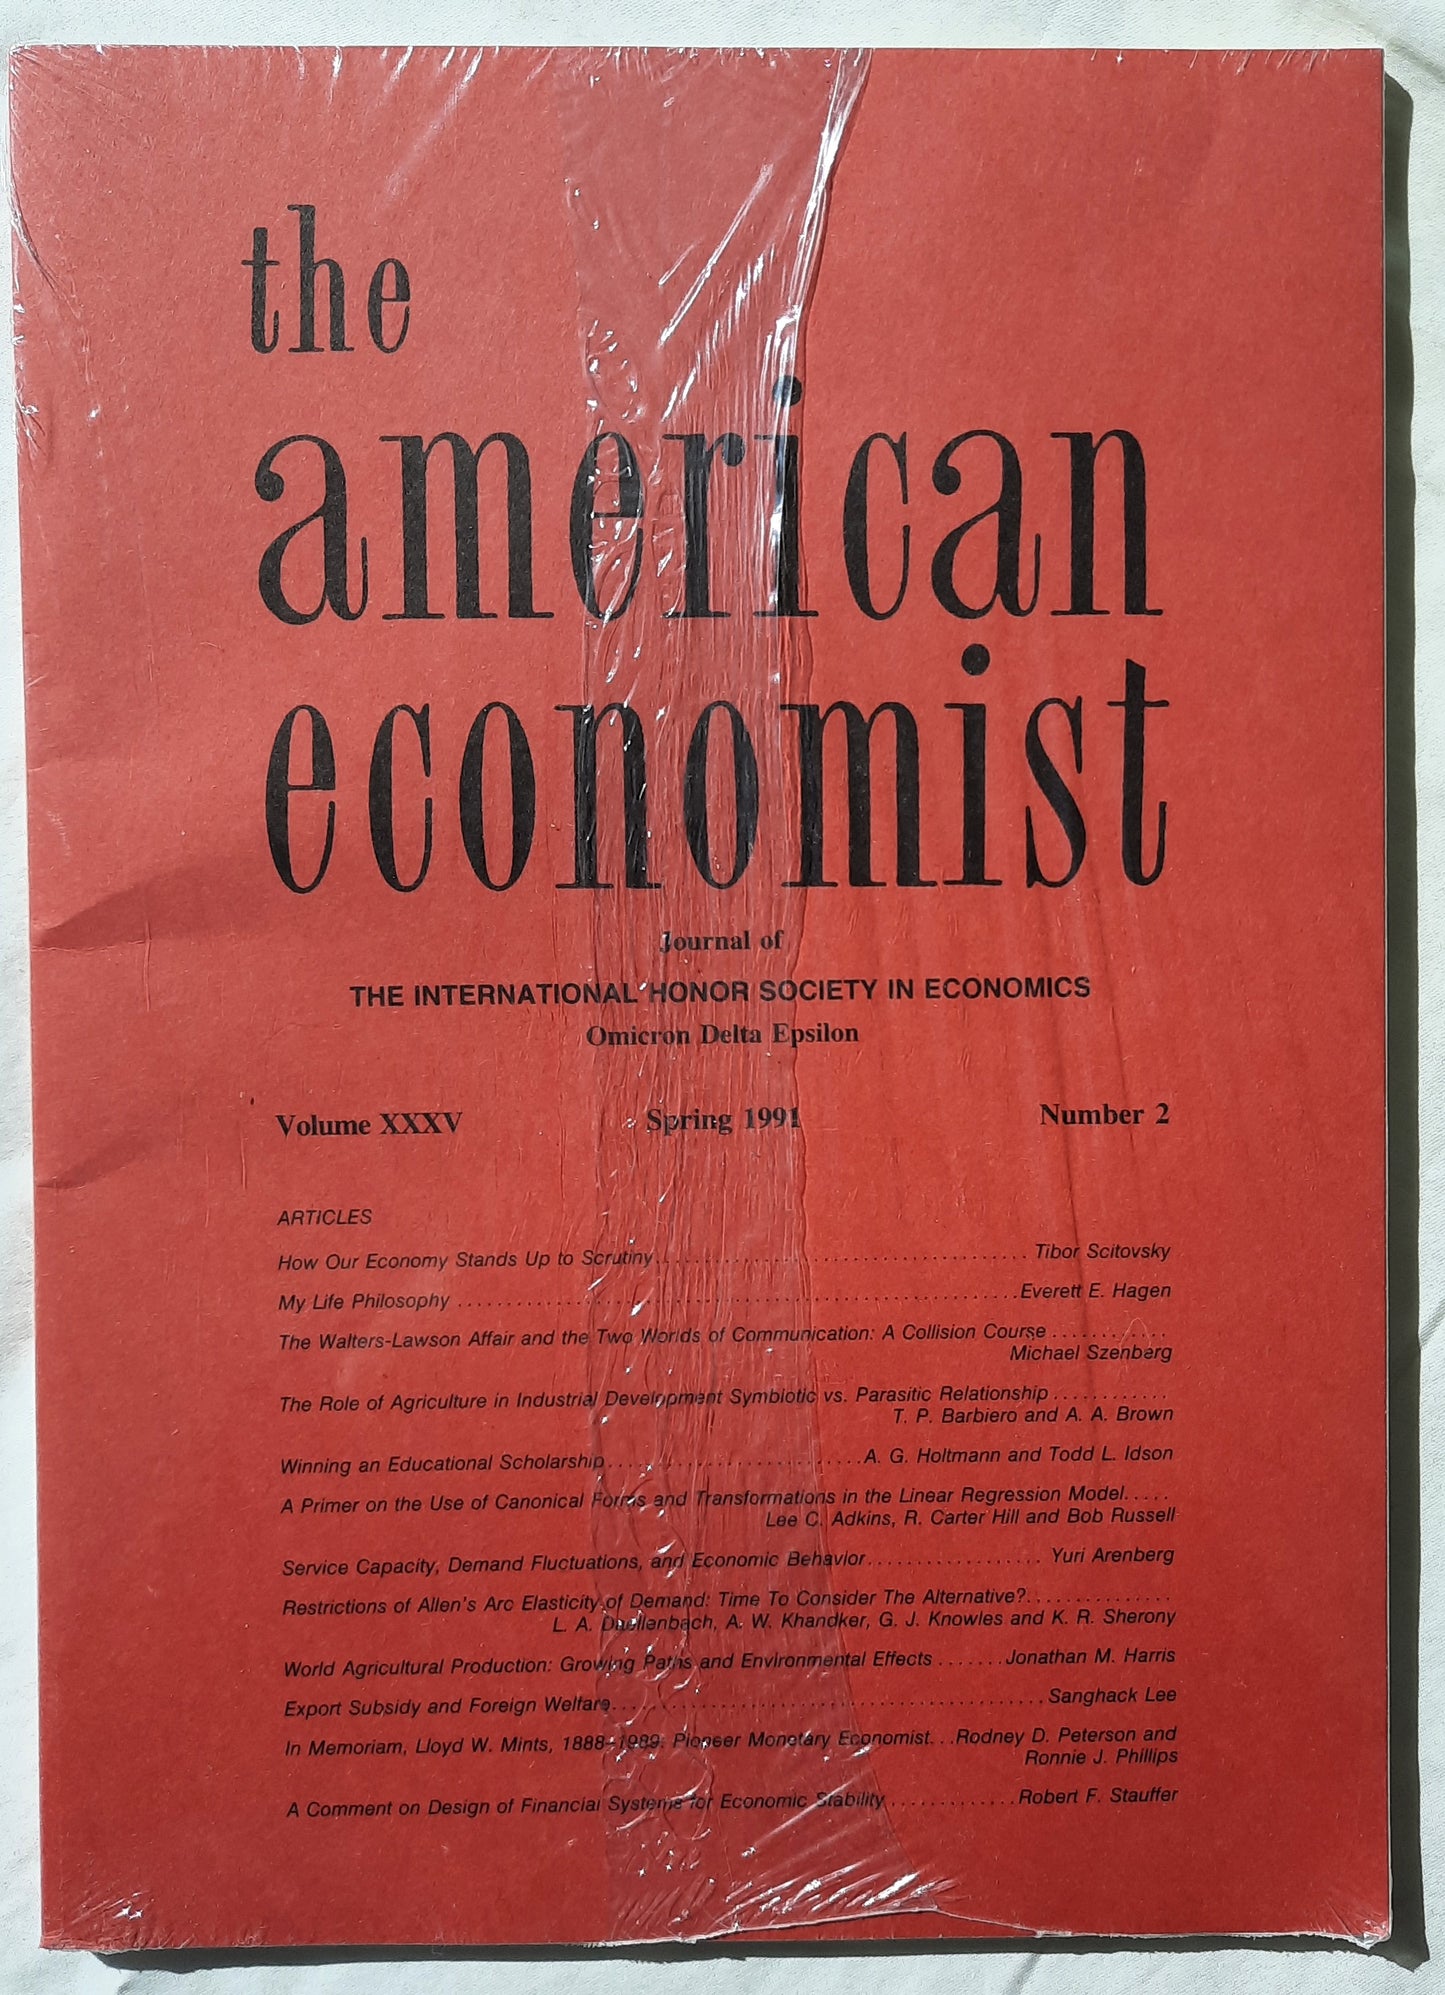 the
american
economist
Journal of
THE INTERNATIONAL HONOR SOCIETY IN ECONOMICS
Omicron Delta Epsilon
Volume XXXV Spring 1991 Number 2
ARTICLES
How Our Economy Stands Up to Scrutiny.....................................Tibor Scitovsky
My Life Philosophy ........................................................Everett E. Hagen
The Walters-Lawson Affair and the Two Worlds of Communication: A Collision Course ............
Michael Szenberg
The Role of Agriculture in Industrial Development Symbiotic vs. Parasitic Relationship ............
T. P. Barbiero and A. A. Brown
Winning an Educational Scholarship..........................A. G. Holtmann and Todd L. Idson
A Primer on the Use of Canonical Forms and Transformations in the Linear Regression Model.....
Lee C. Adkins, R. Carter Hill and Bob Russell
Service Capacity, Demand Fluctuations, and Economic Behavior.................. Yuri Arenberg
Restrictions of Allen's Arc Elasticity of Demand: Time To Consider The Alternative?...............
L. A. Duellenbach, A. W. Khandker, G. J. Knowles and K. R. Sherony
World Agricultural Production: Growing Paths and Environmental Effects .......Jonathan M. Harris
Export Subsidy and Foreign Welfare............................................Sanghack Lee
In Memoriam, Lloyd W. Mints, 1888-1989: Pioneer Monetary Economist...Rodney D. Peterson and
Ronnie J. Phillips
A Comment on Design of Financial Systems for Economic Stability .............Robert F. Stauffer